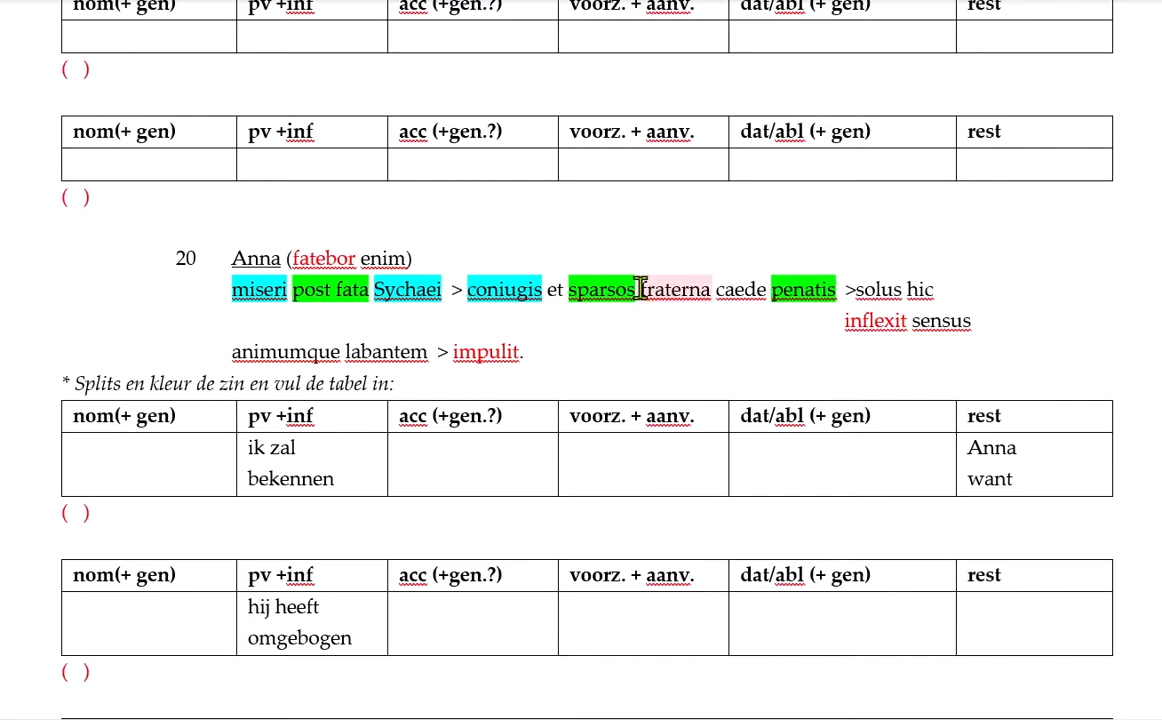 nom(+ gen) pv +inf acc (+gen.?) voorz. + aanv. dat/abl (+ gen) rest
( )
nom(+ gen) pv +inf acc (+gen.?) voorz. + aanv. dat/abl (+ gen) rest
( )
20 Anna (fatebor enim)
miseri post fata Sychaei > coniugis et sparsos fraterna caede penatis >solus hic
inflexit sensus
animumque labantem > impulit.
* Splits en kleur de zin en vul de tabel in:
nom(+ gen) pv +inf acc (+gen.?) voorz. + aanv. dat/abl (+ gen) rest
ik zal Anna
bekennen want
( )
nom(+ gen) pv +inf acc (+gen.?) voorz. + aanv. dat/abl (+ gen) rest
hij heeft
omgebogen
( )